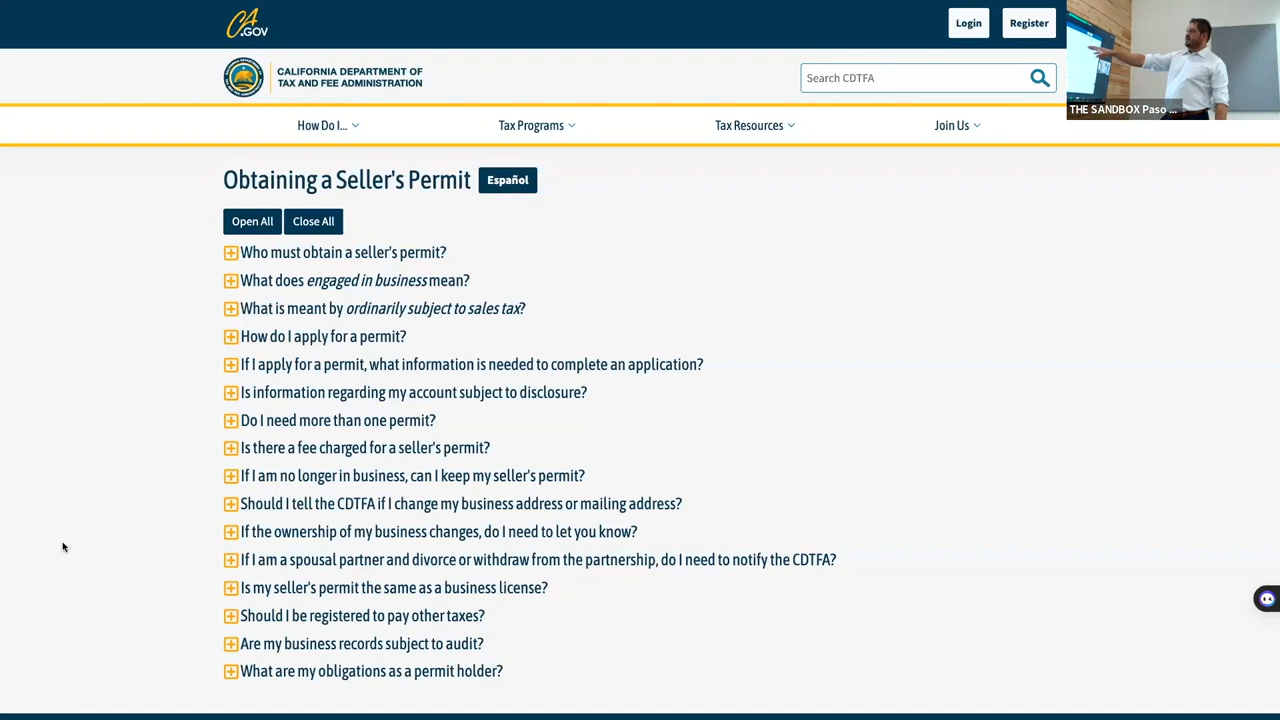 CA
.GOV
Login
Register
CALIFORNIA DEPARTMENT OF
TAX AND FEE ADMINISTRATION
Search CDTFA
THE SANDBOX Paso ...
How Do I...
Tax Programs
Tax Resources
Join Us
Obtaining a Seller's Permit
Español
Open All
Close All
Who must obtain a seller's permit?
What does engaged in business mean?
What is meant by ordinarily subject to sales tax?
How do I apply for a permit?
If I apply for a permit, what information is needed to complete an application?
Is information regarding my account subject to disclosure?
Do I need more than one permit?
Is there a fee charged for a seller's permit?
If I am no longer in business, can I keep my seller's permit?
Should I tell the CDTFA if I change my business address or mailing address?
If the ownership of my business changes, do I need to let you know?
If I am a spousal partner and divorce or withdraw from the partnership, do I need to notify the CDTFA?
Is my seller's permit the same as a business license?
Should I be registered to pay other taxes?
Are my business records subject to audit?
What are my obligations as a permit holder?